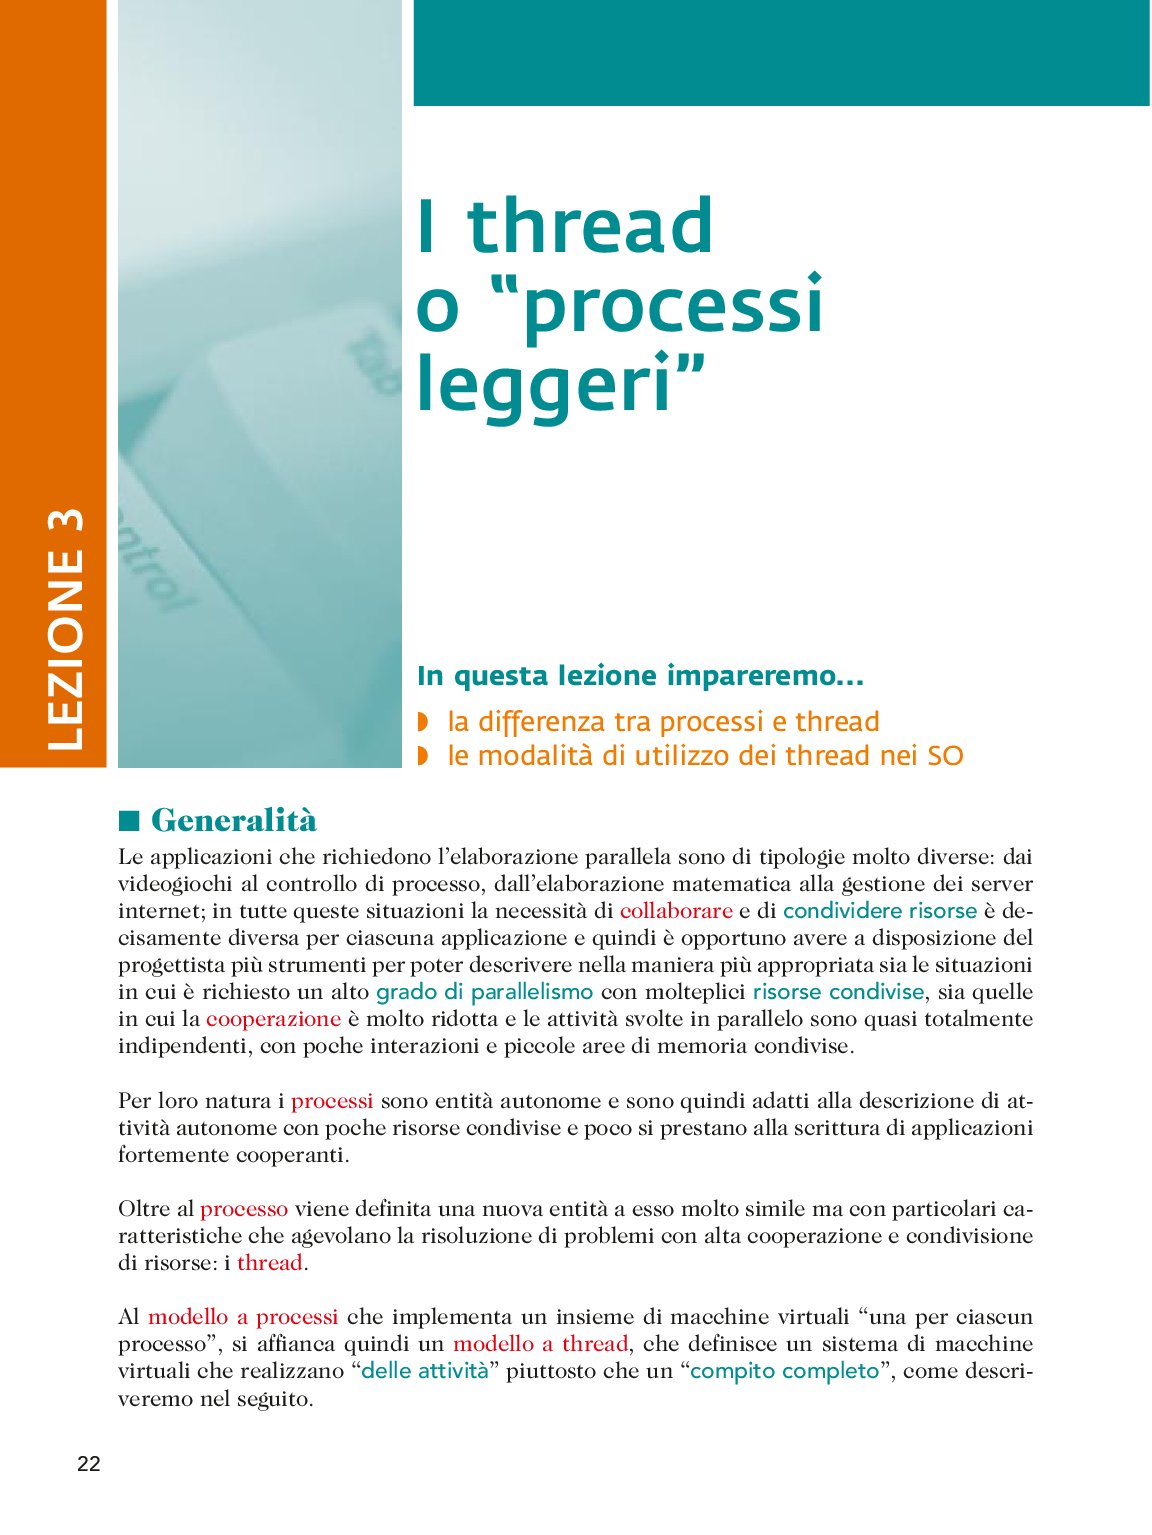 LEZIONE 3
Tab
ontrol
I thread
o “processi
leggeri”
In questa lezione impareremo...
◗ la differenza tra processi e thread
◗ le modalità di utilizzo dei thread nei SO
■ Generalità
Le applicazioni che richiedono l’elaborazione parallela sono di tipologie molto diverse: dai
videogiochi al controllo di processo, dall’elaborazione matematica alla gestione dei server
internet; in tutte queste situazioni la necessità di collaborare e di condividere risorse è de-
cisamente diversa per ciascuna applicazione e quindi è opportuno avere a disposizione del
progettista più strumenti per poter descrivere nella maniera più appropriata sia le situazioni
in cui è richiesto un alto grado di parallelismo con molteplici risorse condivise, sia quelle
in cui la cooperazione è molto ridotta e le attività svolte in parallelo sono quasi totalmente
indipendenti, con poche interazioni e piccole aree di memoria condivise.
Per loro natura i processi sono entità autonome e sono quindi adatti alla descrizione di at-
tività autonome con poche risorse condivise e poco si prestano alla scrittura di applicazioni
fortemente cooperanti.
Oltre al processo viene definita una nuova entità a esso molto simile ma con particolari ca-
ratteristiche che agevolano la risoluzione di problemi con alta cooperazione e condivisione
di risorse: i thread.
Al modello a processi che implementa un insieme di macchine virtuali “una per ciascun
processo”, si affianca quindi un modello a thread, che definisce un sistema di macchine
virtuali che realizzano “delle attività” piuttosto che un “compito completo”, come descri-
veremo nel seguito.
22